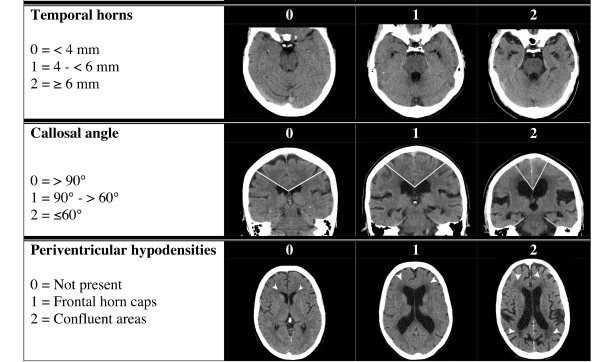 Temporal horns
0 1 2
0 = < 4 mm
1 = 4 - < 6 mm
2 = ≥ 6 mm
Callosal angle
0 1 2
0 = > 90°
1 = 90° - > 60°
2 = ≤60°
Periventricular hypodensities
0 1 2
0 = Not present
1 = Frontal horn caps
2 = Confluent areas